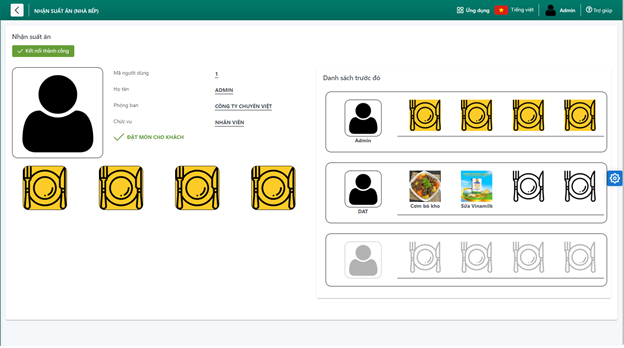 NHẬN SUẤT ĂN (NHÀ BẾP)
Ứng dụng
Tiếng việt
Admin
Trợ giúp
Nhận suất ăn
Kết nối thành công
Mã người dùng 1
Họ tên ADMIN
Phòng ban CÔNG TY CHUYÊN VIỆT
Chức vụ NHÂN VIÊN
ĐẶT MÓN CHO KHÁCH
Danh sách trước đó
Admin
DAT
Cơm bò kho
Sữa Vinamilk